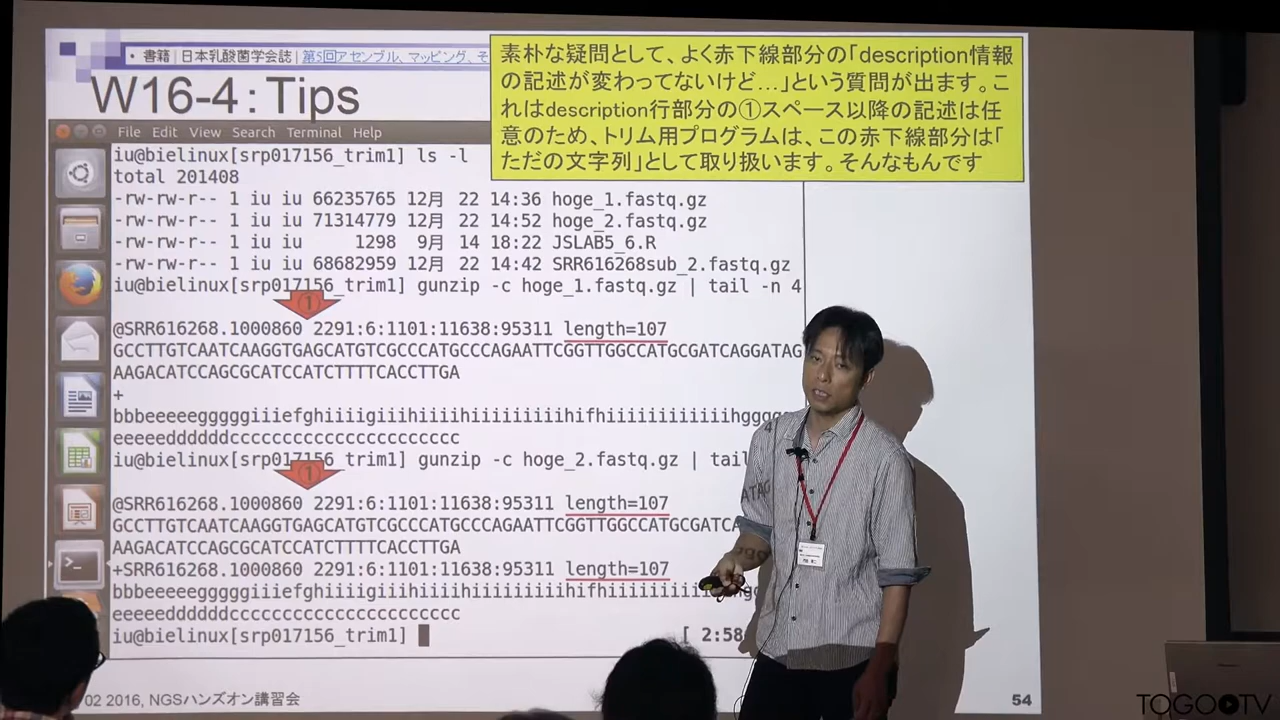 ・書籍 | 日本乳酸菌学会誌 | 第5回アセンブル、マッピング、そ
W16-4：Tips
素朴な疑問として、よく赤下線部分の「description情報
の記述が変わってないけど…」という質問が出ます。こ
れはdescription行部分の①スペース以降の記述は任
意のため、トリム用プログラムは、この赤下線部分は「
ただの文字列」として取り扱います。そんなもんです
File Edit View Search Terminal Help
iu@bielinux[srp017156_trim1] ls -l
total 201408
-rw-rw-r-- 1 iu iu 66235765 12月 22 14:36 hoge_1.fastq.gz
-rw-rw-r-- 1 iu iu 71314779 12月 22 14:52 hoge_2.fastq.gz
-rw-rw-r-- 1 iu iu 1298 9月 14 18:22 JSLAB5_6.R
-rw-rw-r-- 1 iu iu 68682959 12月 22 14:42 SRR616268sub_2.fastq.gz
iu@bielinux[srp017156_trim1] gunzip -c hoge_1.fastq.gz | tail -n 4
①
@SRR616268.1000860 2291:6:1101:11638:95311 length=107
GCCTTGTCAATCAAGGTGAGCATGTCGCCCATGCCCAGAATTCGGTTGGCCATGCGATCAGGATAG
AAGACATCCAGCGCATCCATCTTTTCACCTTGA
+
bbbeeeeegggggiiiefghiiiigiiihiiiihiiiiiiiiihifhiiiiiiiiiiiihgggg
eeeeeddddddccccccccccccccccccccccc
iu@bielinux[srp017156_trim1] gunzip -c hoge_2.fastq.gz | tail
4
①
@SRR616268.1000860 2291:6:1101:11638:95311 length=107
GCCTTGTCAATCAAGGTGAGCATGTCGCCCATGCCCAGAATTCGGTTGGCCATGCGATCA
ATAG
AAGACATCCAGCGCATCCATCTTTTCACCTTGA
+SRR616268.1000860 2291:6:1101:11638:95311 length=107
bbbeeeeegggggiiiefghiiiigiiihiiiihiiiiiiiiihifhiiiiiiiiii
eeeeeddddddccccccccccccccccccccccc
iu@bielinux[srp017156_trim1]
[ 2:58
02 2016, NGSハンズオン講習会
54
TOGOTV